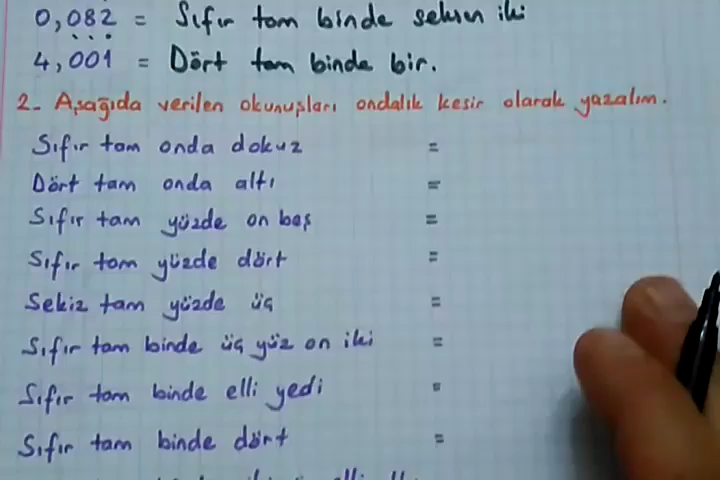 0,082 = Sıfır tam binde seksen iki
4,001 = Dört tam binde bir.
2- Aşağıda verilen okunuşları ondalık kesir olarak yazalım.
Sıfır tam onda dokuz =
Dört tam onda altı =
Sıfır tam yüzde on beş =
Sıfır tam yüzde dört =
Sekiz tam yüzde üç =
Sıfır tam binde üç yüz on iki =
Sıfır tam binde elli yedi =
Sıfır tam binde dört =